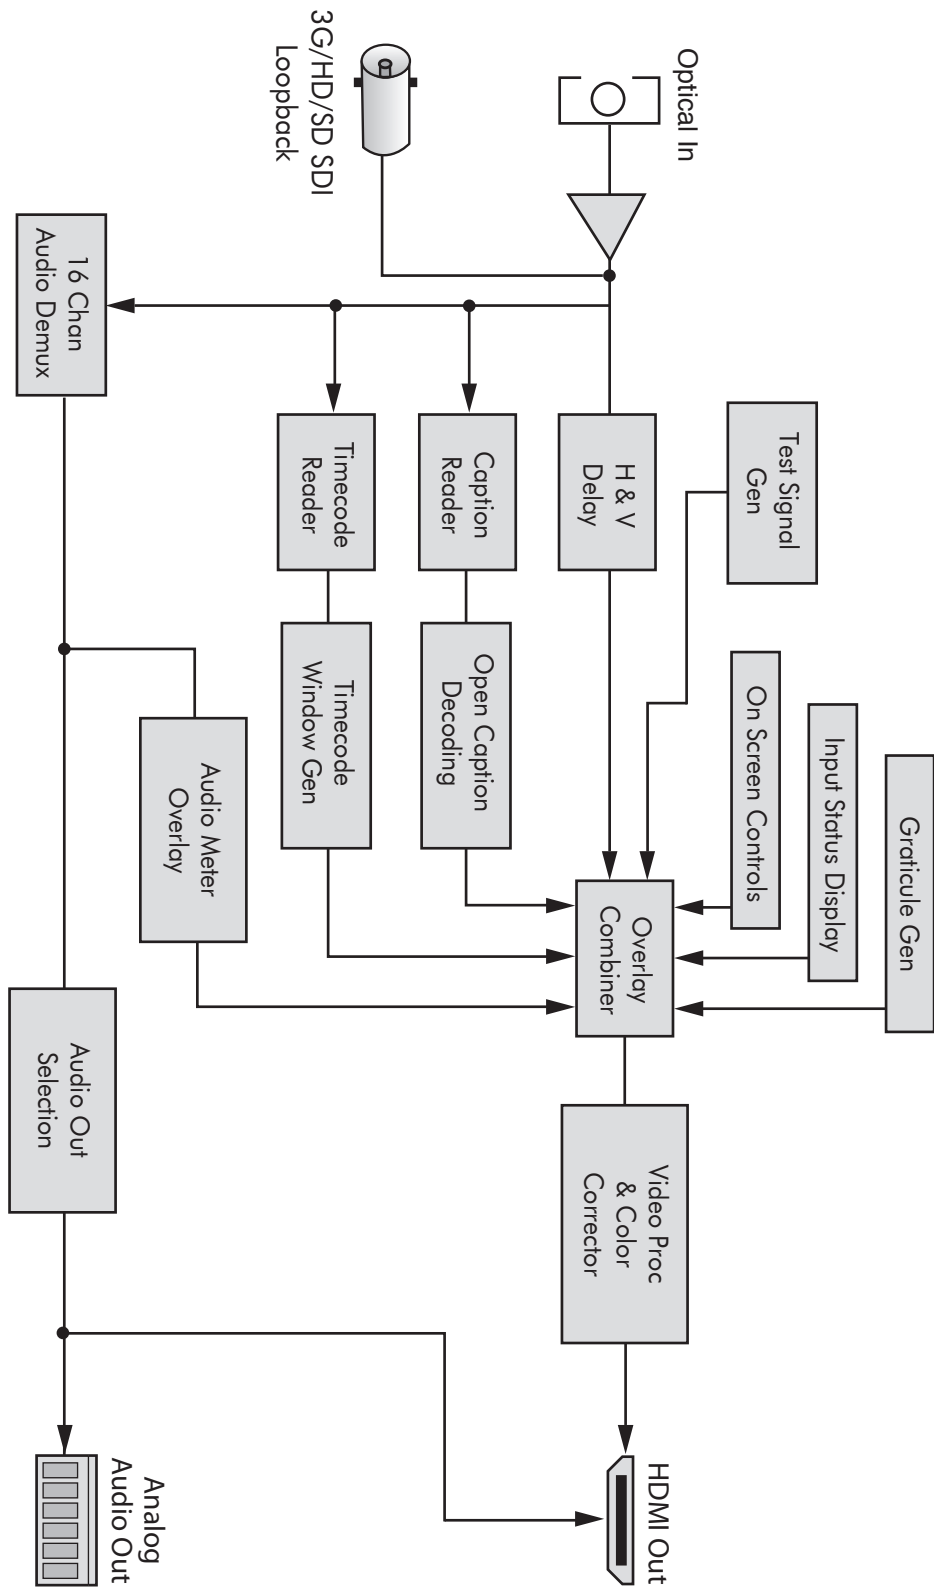 Optical In
3G/HD/SD SDI
Loopback
Test Signal
Gen
H & V
Delay
Caption
Reader
Timecode
Reader
16 Chan
Audio Demux
Graticule Gen
Input Status Display
On Screen Controls
Open Caption
Decoding
Timecode
Window Gen
Audio Meter
Overlay
Overlay
Combiner
Video Proc
& Color
Corrector
Audio Out
Selection
HDMI Out
Analog
Audio Out